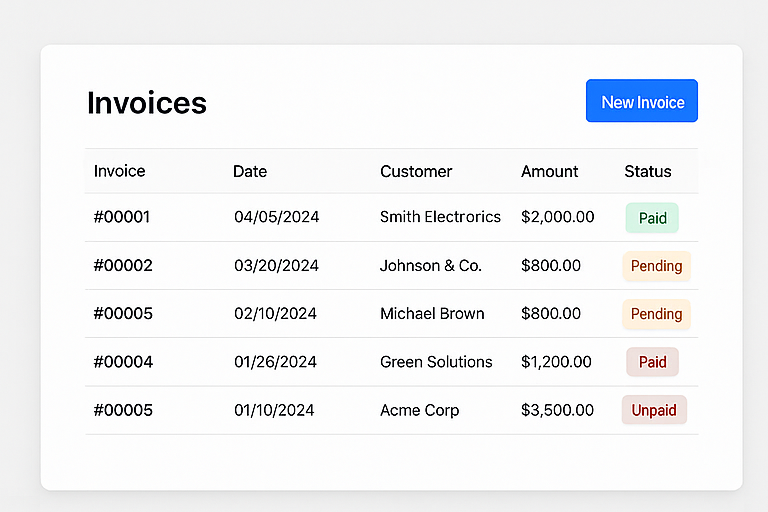 Invoices
New Invoice
Invoice Date Customer Amount Status
#00001 04/05/2024 Smith Electrorics $2,000.00 Paid
#00002 03/20/2024 Johnson & Co. $800.00 Pending
#00005 02/10/2024 Michael Brown $800.00 Pending
#00004 01/26/2024 Green Solutions $1,200.00 Paid
#00005 01/10/2024 Acme Corp $3,500.00 Unpaid